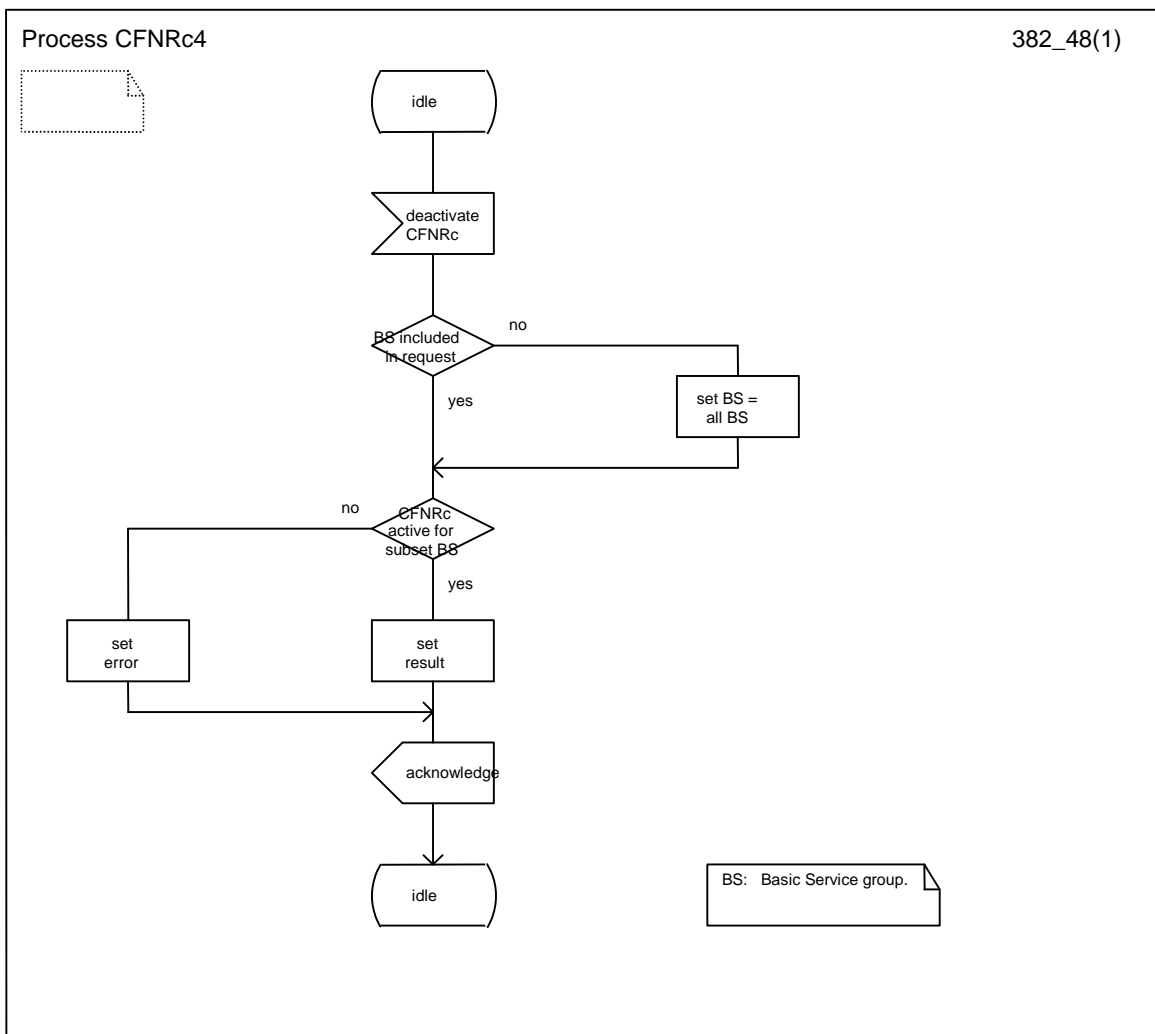 Process CFNRc4
382_48(1)
idle
deactivate
CFNRc
BS included
in request
no
yes
set BS =
all BS
no
CFNRc
active for
subset BS
yes
set
error
set
result
acknowledge
idle
BS: Basic Service group.